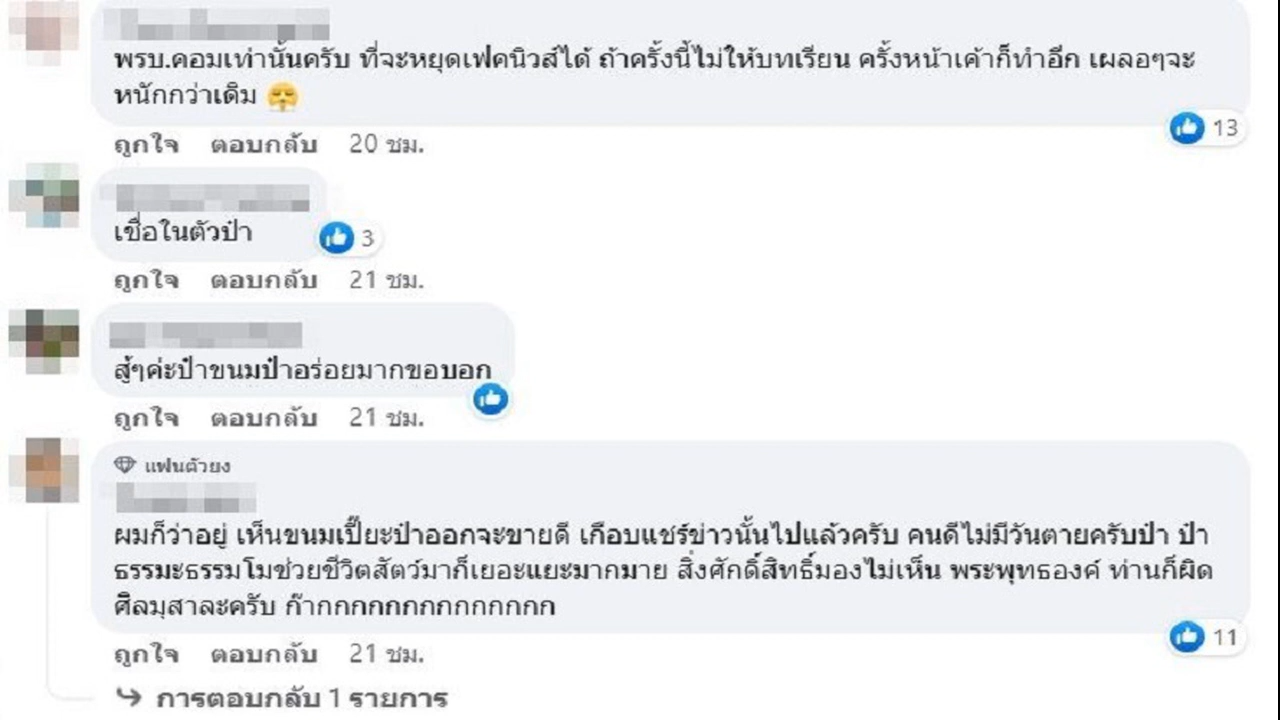 พรบ.คอมเท่านั้นครับ ที่จะหยุดเฟคนิวส์ได้ ถ้าครั้งนี้ไม่ให้บทเรียน ครั้งหน้าเค้าก็ทำอีก เผลอๆจะ
หนักกว่าเดิม 😤
13
ถูกใจ ตอบกลับ 20 ชม.
เชื่อในตัวป๋า
3
ถูกใจ ตอบกลับ 21 ชม.
สู้ๆค่ะป๋าขนมป๋าอร่อยมากขอบอก
ถูกใจ ตอบกลับ 21 ชม.
แฟนตัวยง
ผมก็ว่าอยู่ เห็นขนมเปี๊ยะป๋าออกจะขายดี เกือบแชร์ข่าวนั้นไปแล้วครับ คนดีไม่มีวันตายครับป๋า ป๋า
ธรรมะธรรมโมช่วยชีวิตสัตว์มาก็เยอะแยะมากมาย สิ่งศักดิ์สิทธิ์มองไม่เห็น พระพุทธองค์ ท่านก็ผิด
ศิลมุสาละครับ ก๊ากกกกกกกกกกกกกกก
11
ถูกใจ ตอบกลับ 21 ชม.
การตอบกลับ 1 รายการ